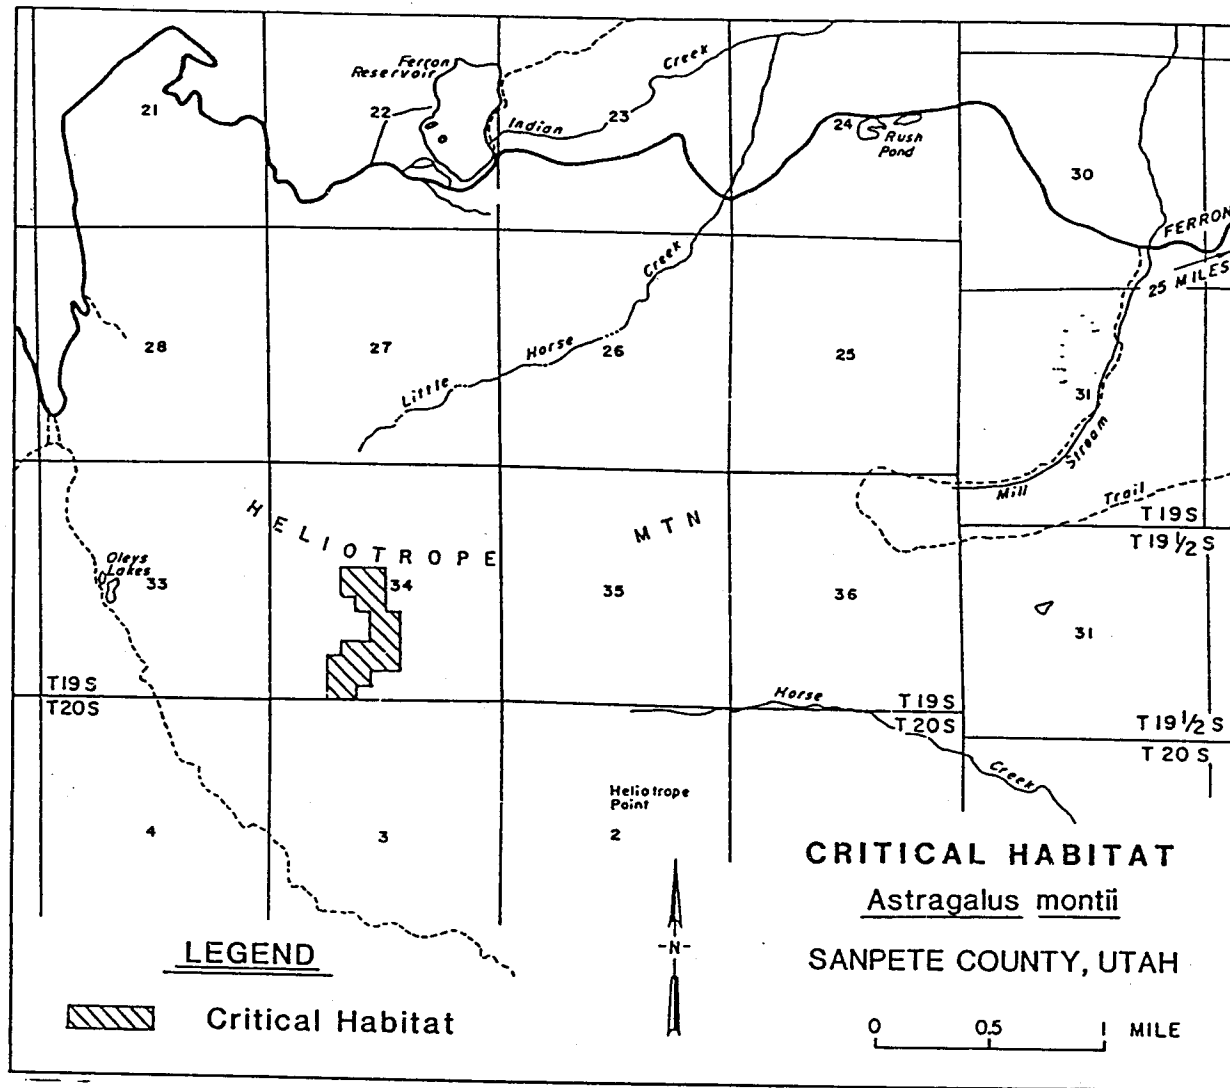 Ferron
Reservoir
Creek
21
22
23
Indian
24
Rush
Pond
30
FERRON
25 MILES
Creek
Horse
Little
28
27
26
25
31
Stream
Mill
Trail
HELIOTROPE
MTN
T19S
T19½S
Oleys
Lakes
33
34
35
36
31
T19S
T20S
Horse
T19S
T20S
T19½S
T20S
Creek
Heliotrope
Point
4
3
2
CRITICAL HABITAT
Astragalus montii
SANPETE COUNTY, UTAH
-N-
LEGEND
Critical Habitat
0 0.5 1 MILE